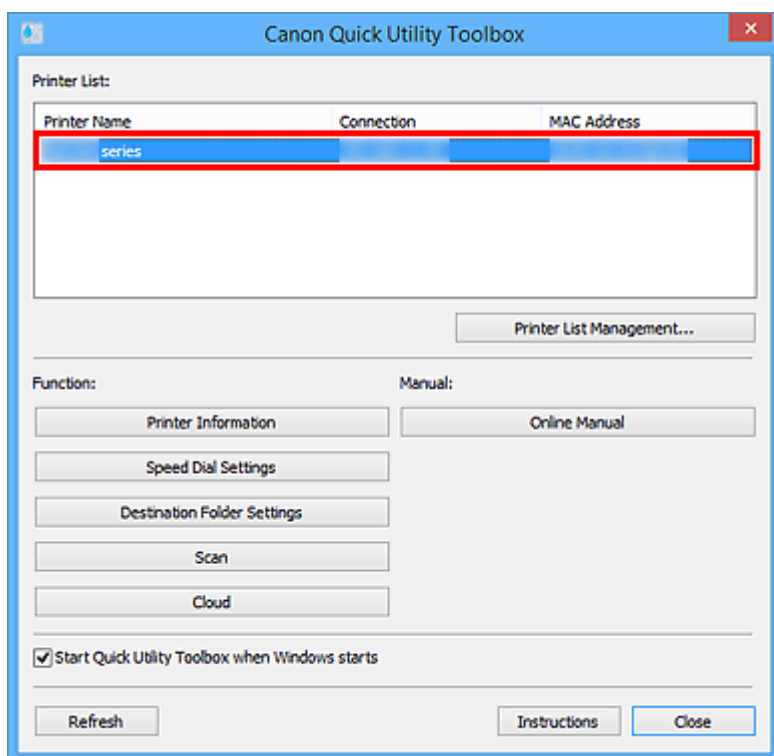 Canon Quick Utility Toolbox
Printer List:
Printer Name Connection MAC Address
series
Printer List Management...
Function: Manual:
Printer Information Online Manual
Speed Dial Settings
Destination Folder Settings
Scan
Cloud
Start Quick Utility Toolbox when Windows starts
Refresh Instructions Close